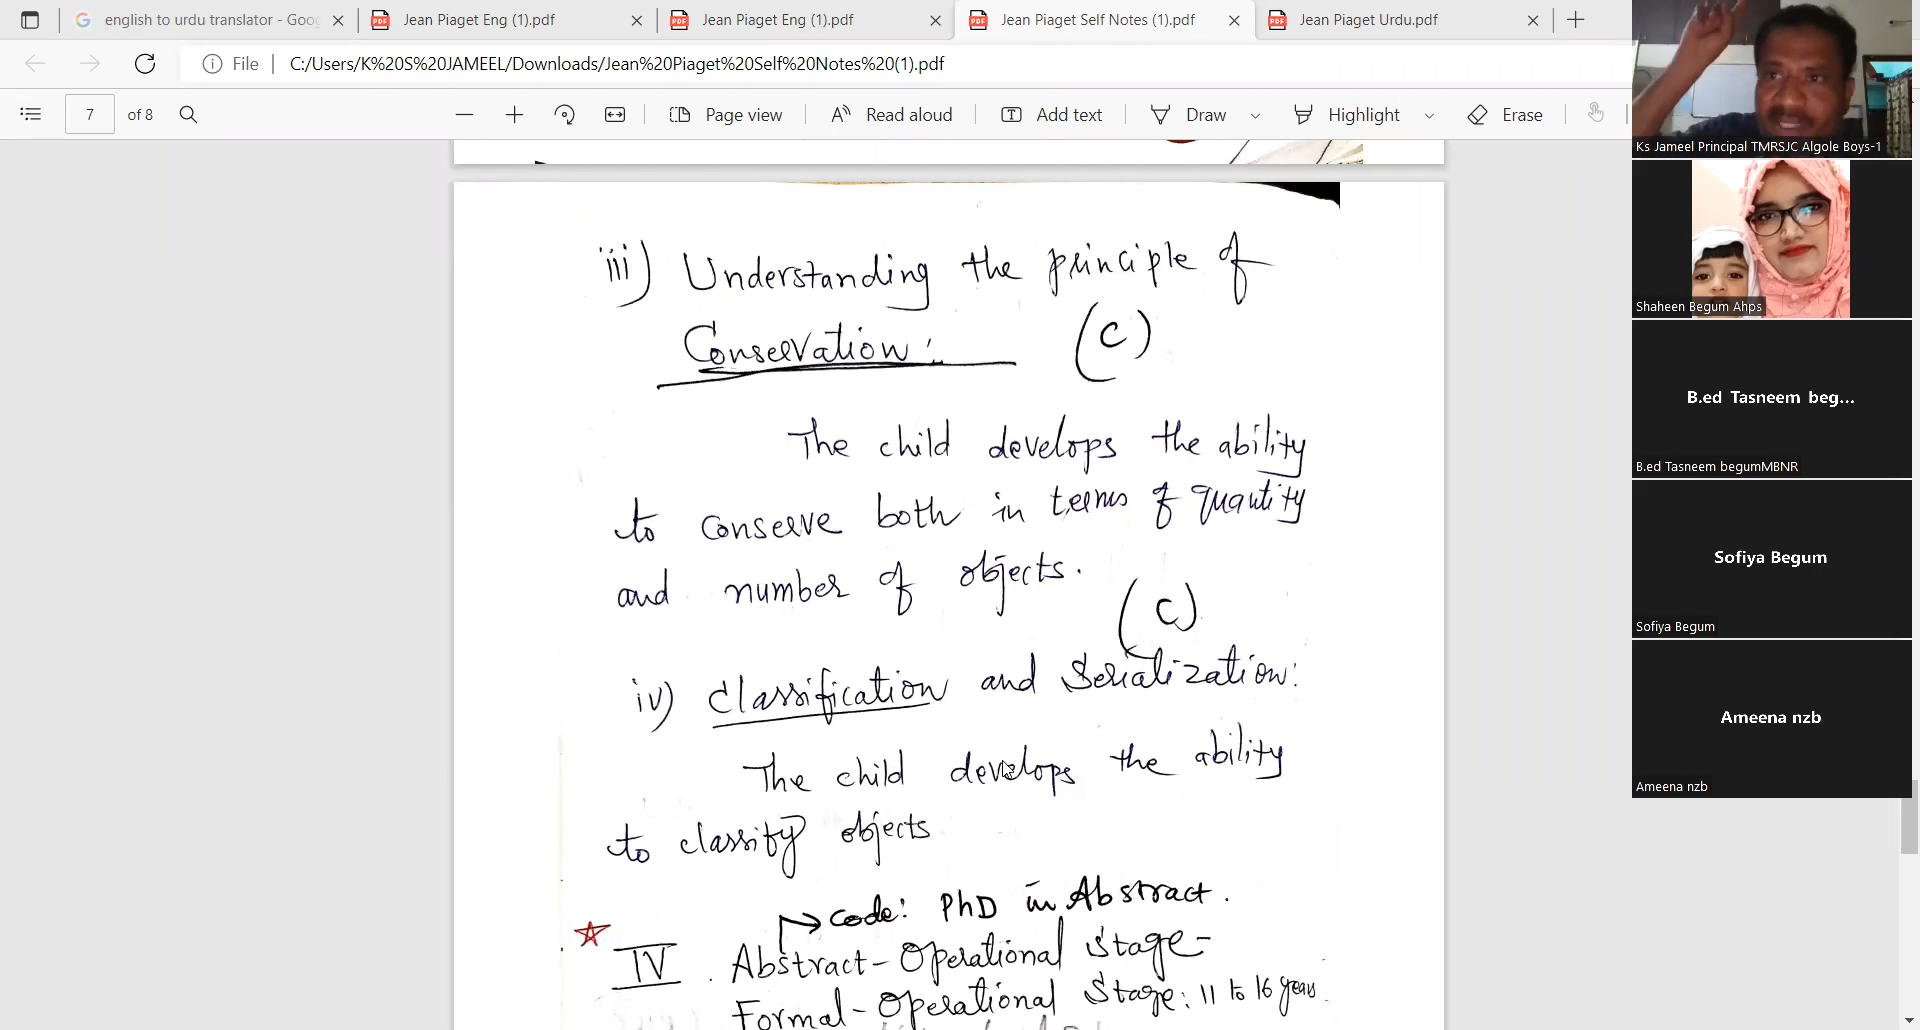 english to urdu translator - Goog
Jean Piaget Eng (1).pdf
Jean Piaget Eng (1).pdf
Jean Piaget Self Notes (1).pdf
Jean Piaget Urdu.pdf
File
C:/Users/K%20S%20JAMEEL/Downloads/Jean%20Piaget%20Self%20Notes%20(1).pdf
7 of 8
Page view
Read aloud
Add text
Draw
Highlight
Erase
iii) Understanding the principle of
Conservation :
(C)
The child develops the ability
to conserve both in terms of quantity
and number of objects.
(C)
iv) classification and Serialization:
The child develops the ability
to classify objects
code: PhD in Abstract.
IV. Abstract-Operational Stage-
Formal-Operational Stage: 11 to 16 years
Ks Jameel Principal TMRSJC Algole Boys-1
Shaheen Begum Ahps
B.ed Tasneem beg...
B.ed Tasneem begumMBNR
Sofiya Begum
Sofiya Begum
Ameena nzb
Ameena nzb